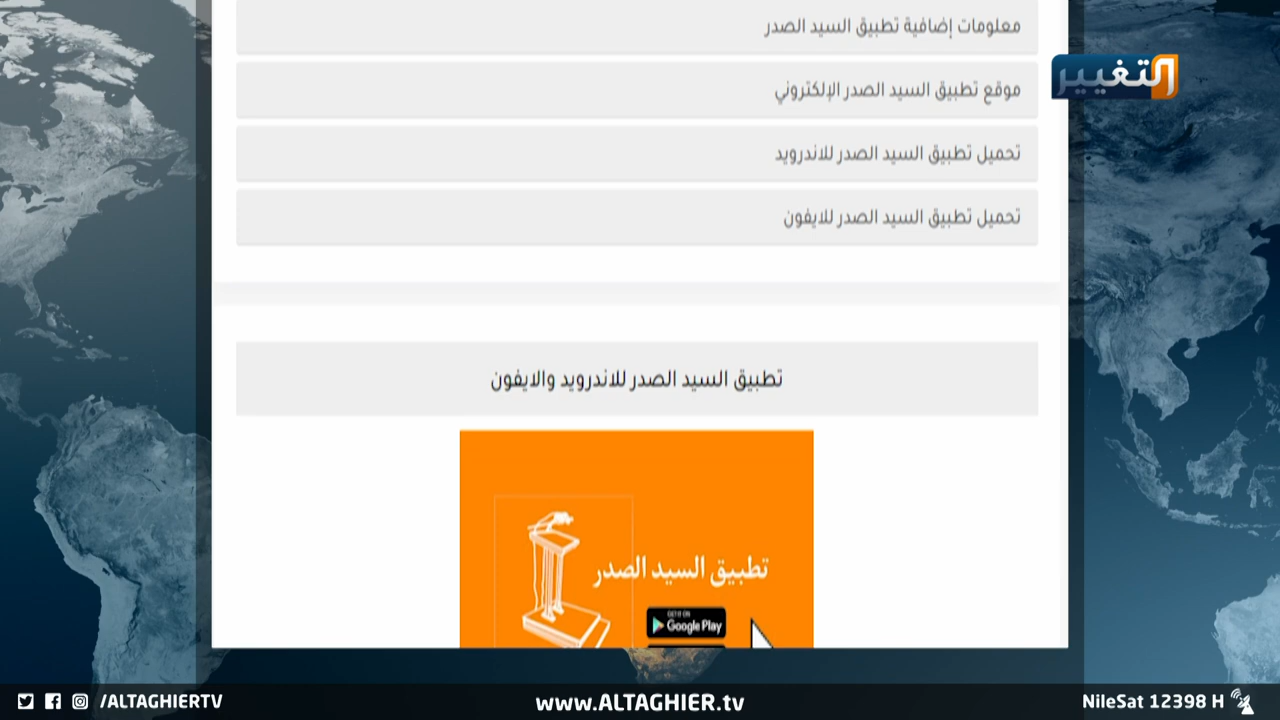 معلومات إضافية تطبيق السيد الصدر
التغيير
موقع تطبيق السيد الصدر الإلكتروني
تحميل تطبيق السيد الصدر للاندرويد
تحميل تطبيق السيد الصدر للايفون
تطبيق السيد الصدر للاندرويد والايفون
تطبيق السيد الصدر
GET IT ON
Google Play
/ALTAGHIERTV
www.ALTAGHIER.tv
NileSat 12398 H